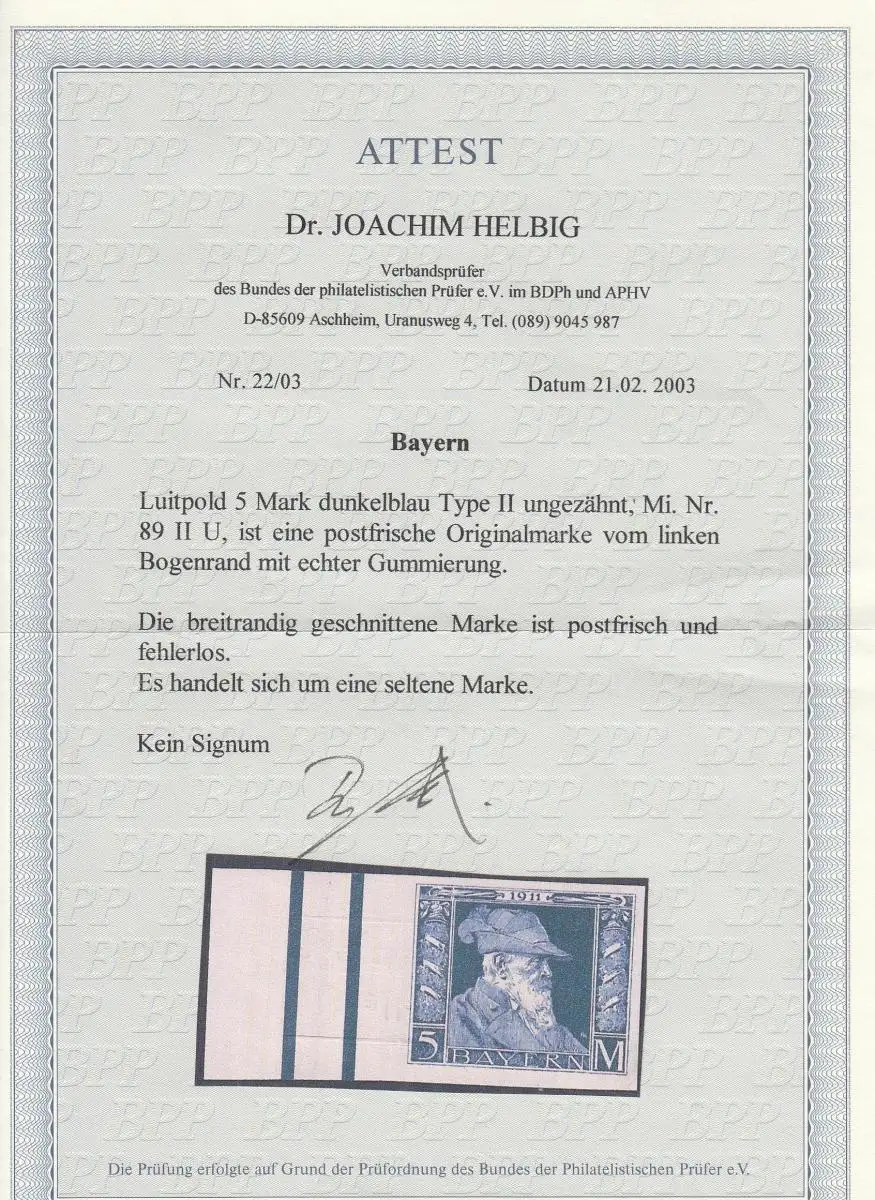 ATTEST
Dr. JOACHIM HELBIG
Verbandsprüfer
des Bundes der philatelistischen Prüfer e.V. im BDPh und APHV
D-85609 Aschheim, Uranusweg 4, Tel. (089) 9045 987
Nr. 22/03 Datum 21.02. 2003
Bayern
Luitpold 5 Mark dunkelblau Type II ungezähnt, Mi. Nr.
89 II U, ist eine postfrische Originalmarke vom linken
Bogenrand mit echter Gummierung.
Die breitrandig geschnittene Marke ist postfrisch und
fehlerlos.
Es handelt sich um eine seltene Marke.
Kein Signum
1911
5 BAYERN M
Die Prüfung erfolgte auf Grund der Prüfordnung des Bundes der Philatelistischen Prüfer e.V.